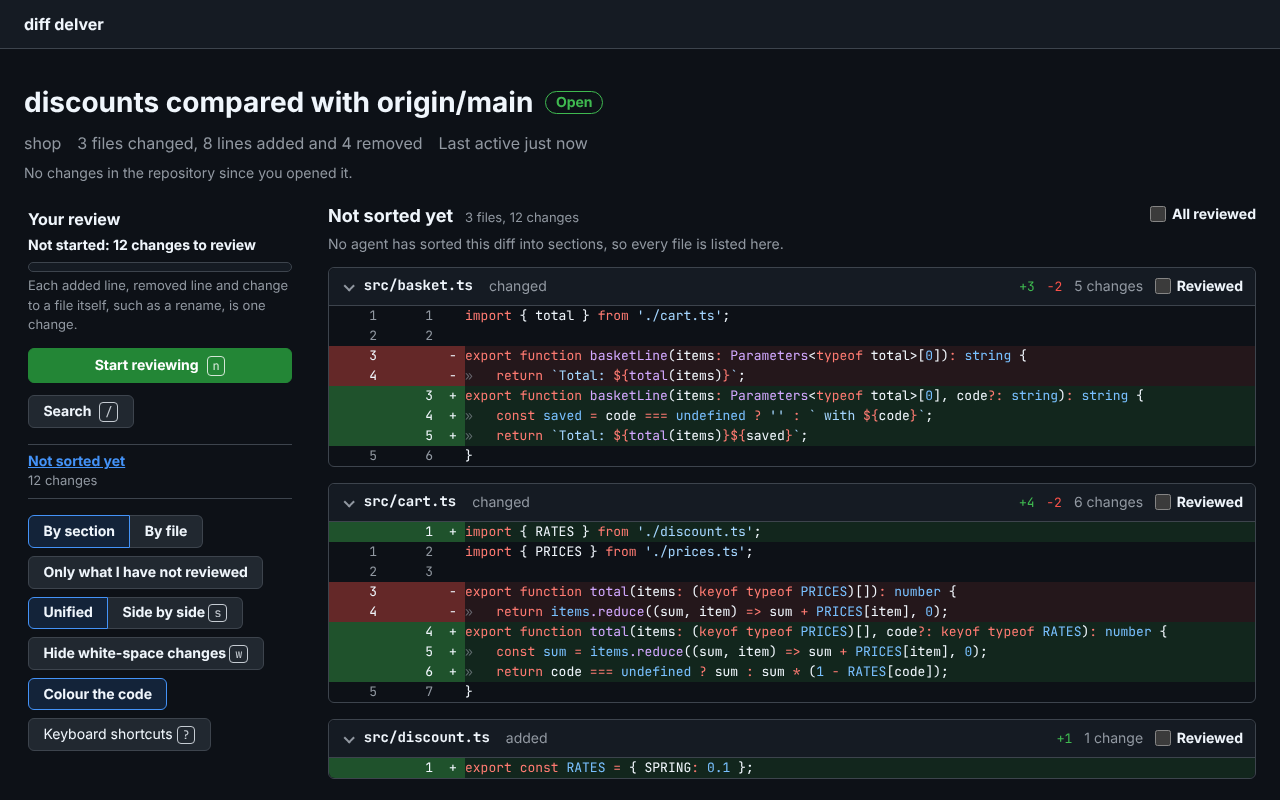 diff delver
discounts compared with origin/main Open
shop 3 files changed, 8 lines added and 4 removed Last active just now
No changes in the repository since you opened it.
Your review
Not started: 12 changes to review
Each added line, removed line and change
to a file itself, such as a rename, is one
change.
Start reviewing n
Search /
Not sorted yet
12 changes
By section By file
Only what I have not reviewed
Unified Side by side s
Hide white-space changes w
Colour the code
Keyboard shortcuts ?
Not sorted yet 3 files, 12 changes All reviewed
No agent has sorted this diff into sections, so every file is listed here.
src/basket.ts changed +3 -2 5 changes Reviewed
1 1 import { total } from './cart.ts';
2 2
3 - export function basketLine(items: Parameters<typeof total>[0]): string {
4 - » return `Total: ${total(items)}`;
3 + export function basketLine(items: Parameters<typeof total>[0], code?: string): string {
4 + » const saved = code === undefined ? '' : ` with ${code}`;
5 + » return `Total: ${total(items)}${saved}`;
5 6 }
src/cart.ts changed +4 -2 6 changes Reviewed
1 + import { RATES } from './discount.ts';
1 2 import { PRICES } from './prices.ts';
2 3
3 - export function total(items: (keyof typeof PRICES)[]): number {
4 - » return items.reduce((sum, item) => sum + PRICES[item], 0);
4 + export function total(items: (keyof typeof PRICES)[], code?: keyof typeof RATES): number {
5 + » const sum = items.reduce((sum, item) => sum + PRICES[item], 0);
6 + » return code === undefined ? sum : sum * (1 - RATES[code]);
5 7 }
src/discount.ts added +1 1 change Reviewed
1 + export const RATES = { SPRING: 0.1 };